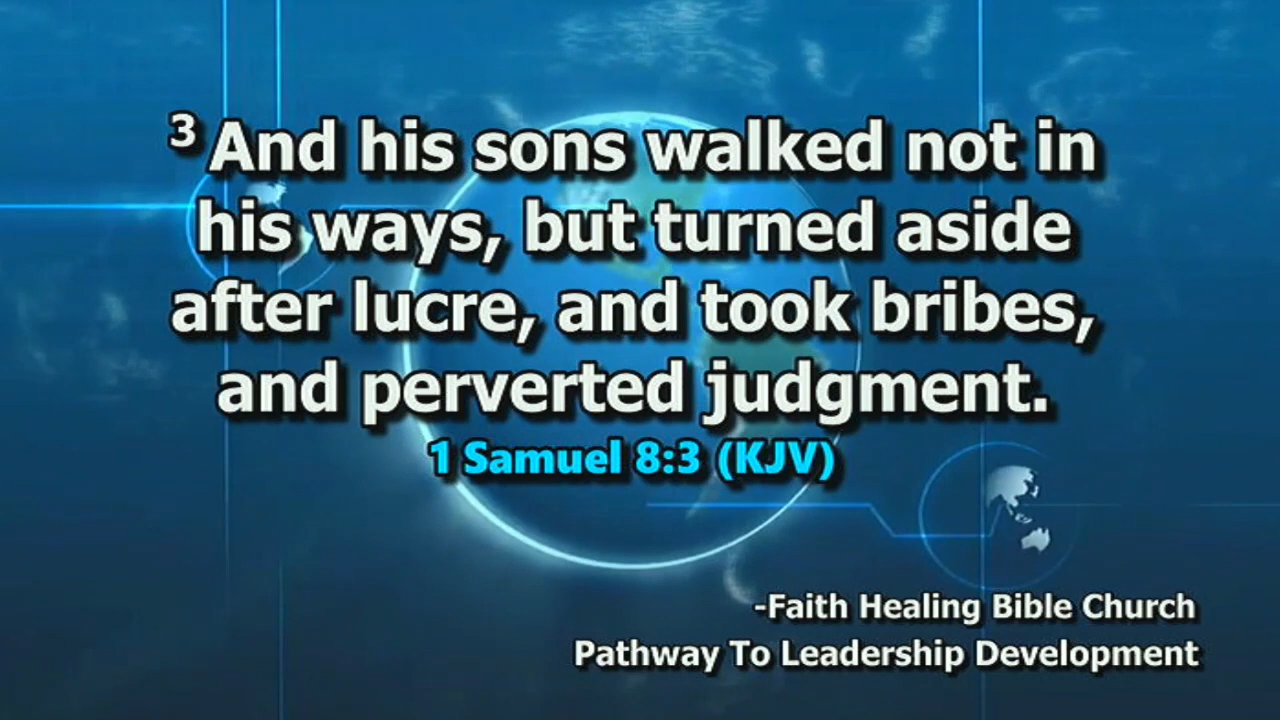 3 And his sons walked not in
his ways, but turned aside
after lucre, and took bribes,
and perverted judgment.
1 Samuel 8:3 (KJV)
-Faith Healing Bible Church
Pathway To Leadership Development